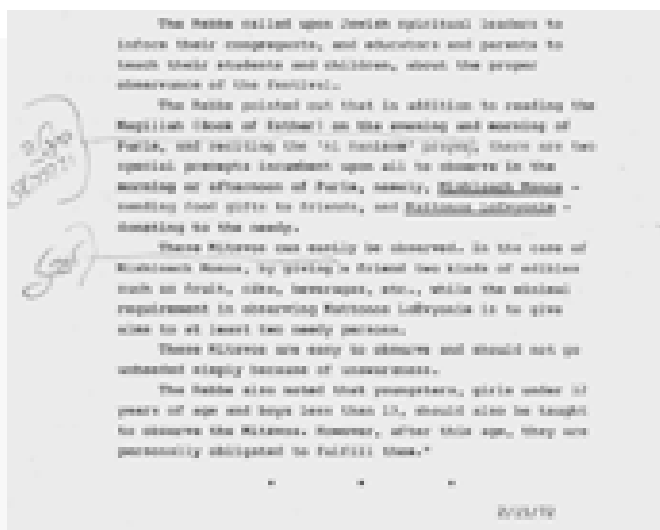 The Rebbe called upon Jewish spiritual leaders to
inform their congregants, and educators and parents to
teach their students and children, about the proper
observance of the festival.
The Rebbe pointed out that in addition to reading the
Megillah (Book of Esther) on the evening and morning of
Purim, and reciting the 'al hanisim' prayer, there are two
special precepts incumbent upon all to observe in the
morning or afternoon of Purim, namely, Mishloach Monos -
sending food gifts to friends, and Mattonos LoEvyonim -
donating to the needy.
These Mitzvos can easily be observed. In the case of
Mishloach Monos, by giving a friend two kinds of edibles
such as fruit, cake, beverages, etc., while the minimal
requirement in observing Mattonos LoEvyonim is to give
alms to at least two needy persons.
These Mitzvos are easy to observe and should not go
unheeded simply because of unawareness.
The Rebbe also noted that youngsters, girls under 12
years of age and boys less than 13, should also be taught
to observe the Mitzvos. However, after this age, they are
personally obligated to fulfill them."
* * *